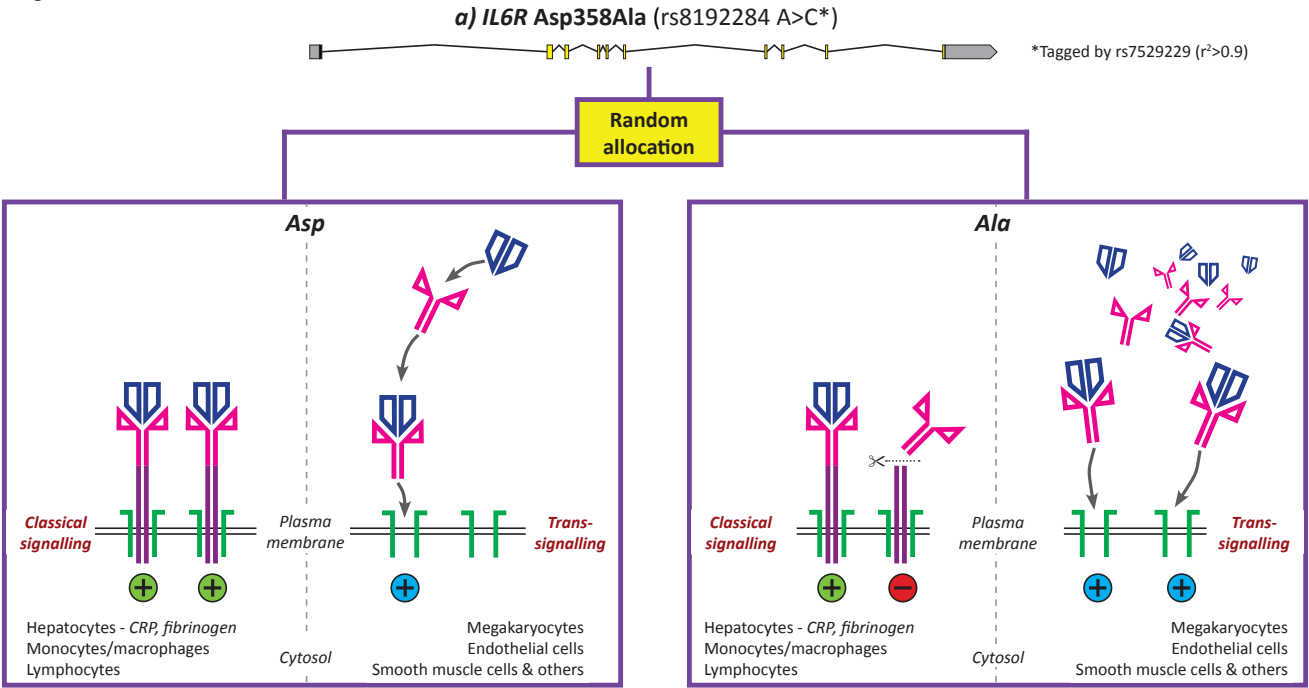 a) IL6R Asp358Ala (rs8192284 A>C*)
*Tagged by rs7529229 (r²>0.9)
Random
allocation
Asp
Classical
signalling
Plasma
membrane
Trans-
signalling
+
+
+
Hepatocytes - CRP, fibrinogen
Monocytes/macrophages
Lymphocytes
Cytosol
Megakaryocytes
Endothelial cells
Smooth muscle cells & others
Ala
Classical
signalling
Plasma
membrane
Trans-
signalling
+
−
+
+
Hepatocytes - CRP, fibrinogen
Monocytes/macrophages
Lymphocytes
Cytosol
Megakaryocytes
Endothelial cells
Smooth muscle cells & others